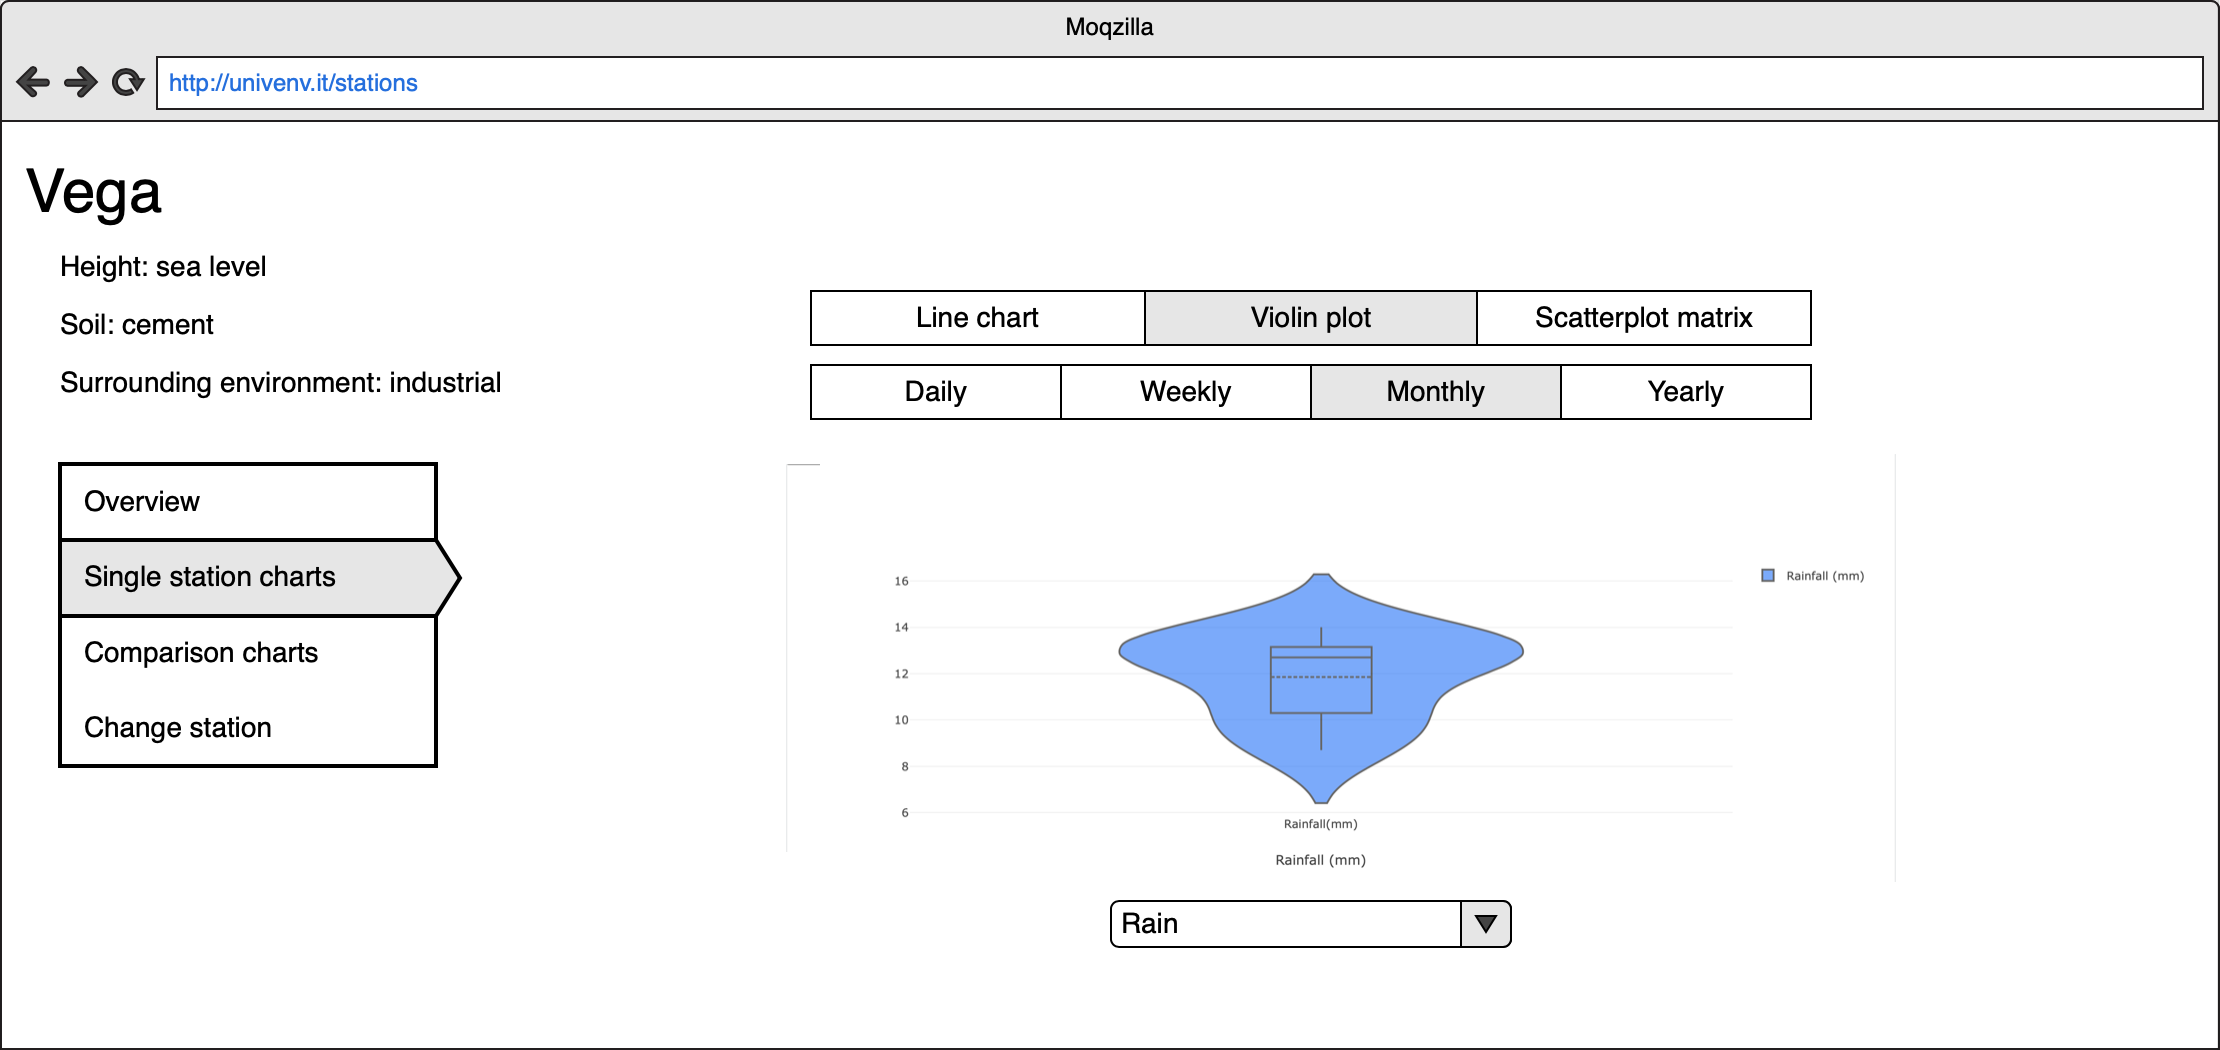 Moqzilla
http://univenv.it/stations
Vega
Height: sea level
Soil: cement
Surrounding environment: industrial
Line chart Violin plot Scatterplot matrix
Daily Weekly Monthly Yearly
Overview
Single station charts
Comparison charts
Change station
16
14
12
10
8
6
Rainfall (mm)
Rainfall(mm)
Rainfall (mm)
Rain